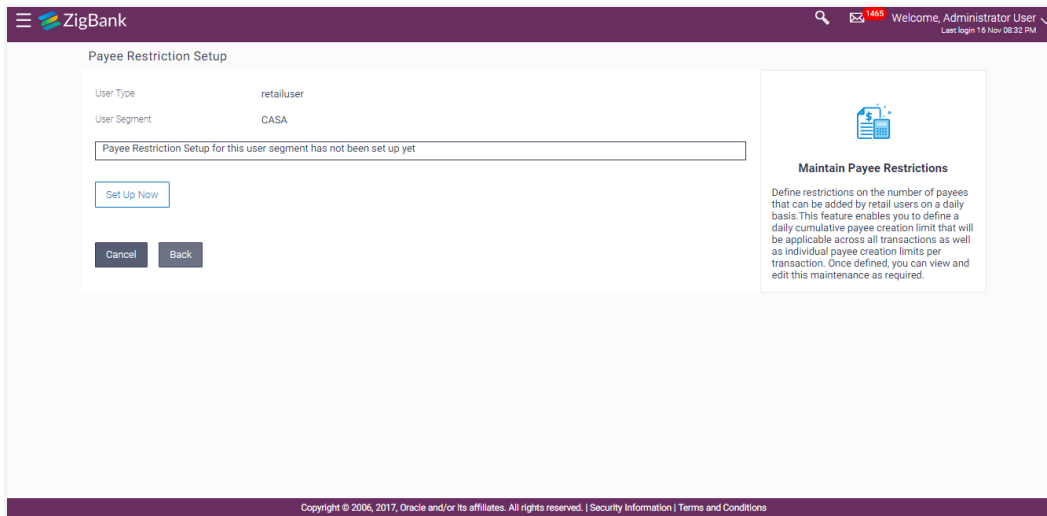 ZigBank
1465
Welcome, Administrator User
Last login 16 Nov 08:32 PM
Payee Restriction Setup
User Type retailuser
User Segment CASA
Payee Restriction Setup for this user segment has not been set up yet
Set Up Now
Cancel Back
Maintain Payee Restrictions
Define restrictions on the number of payees
that can be added by retail users on a daily
basis.This feature enables you to define a
daily cumulative payee creation limit that will
be applicable across all transactions as well
as individual payee creation limits per
transaction. Once defined, you can view and
edit this maintenance as required.
Copyright © 2006, 2017, Oracle and/or its affiliates. All rights reserved. | Security Information | Terms and Conditions